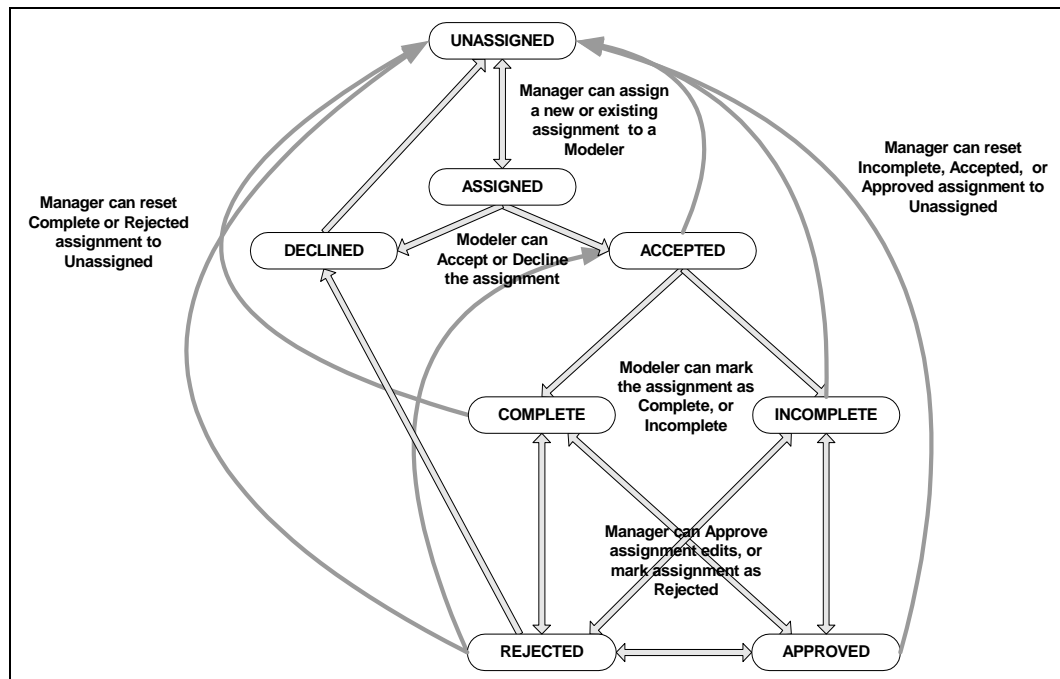 UNASSIGNED
Manager can assign
a new or existing
assignment to a
Modeler
Manager can reset
Incomplete, Accepted, or
Approved assignment to
Unassigned
ASSIGNED
Manager can reset
Complete or Rejected
assignment to
Unassigned
DECLINED
Modeler can
Accept or Decline
the assignment
ACCEPTED
Modeler can mark
the assignment as
Complete, or
Incomplete
COMPLETE
INCOMPLETE
Manager can Approve
assignment edits, or
mark assignment as
Rejected
REJECTED
APPROVED